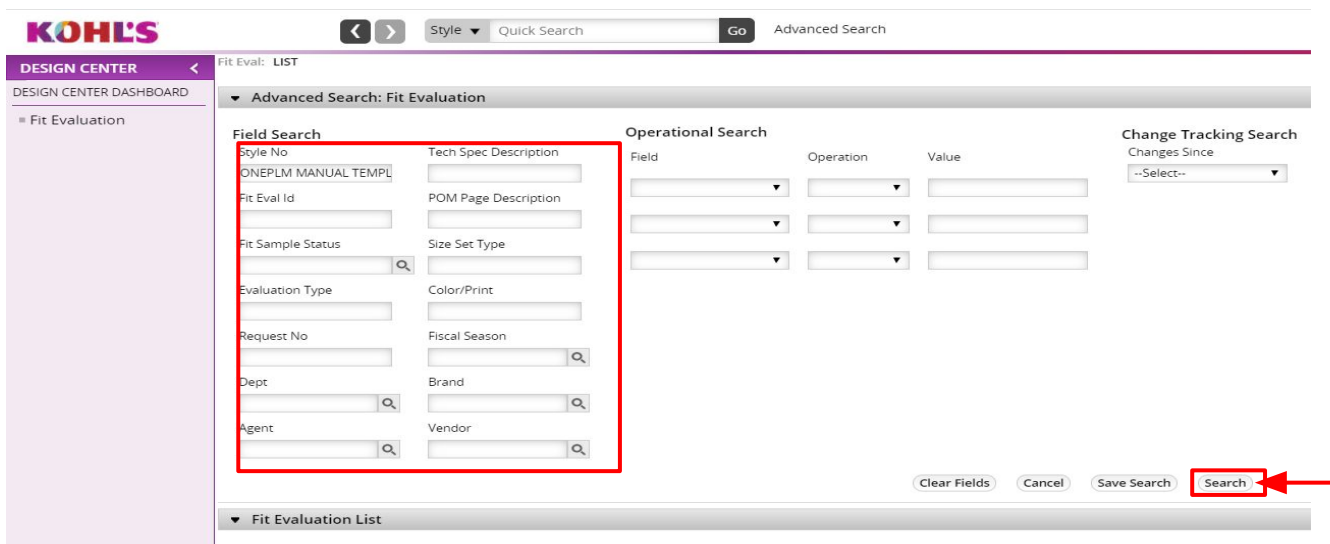 KOHL'S
Style Quick Search Go Advanced Search
DESIGN CENTER
DESIGN CENTER DASHBOARD
Fit Evaluation
Fit Eval: LIST
Advanced Search: Fit Evaluation
Field Search
Style No Tech Spec Description
ONEPLM MANUAL TEMPL
Fit Eval Id POM Page Description
Fit Sample Status Size Set Type
Evaluation Type Color/Print
Request No Fiscal Season
Dept Brand
Agent Vendor
Operational Search
Field Operation Value
Change Tracking Search
Changes Since
--Select--
Clear Fields Cancel Save Search Search
Fit Evaluation List